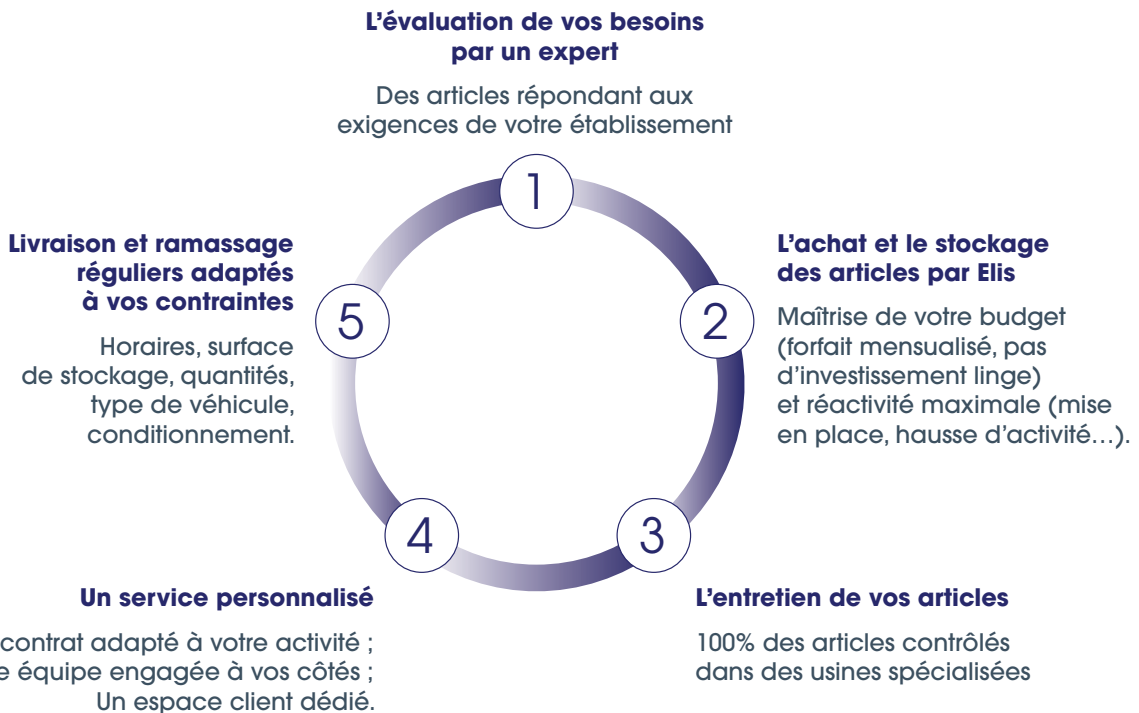 L'évaluation de vos besoins
par un expert
Des articles répondant aux
exigences de votre établissement
1
L'achat et le stockage
des articles par Elis
2
Maîtrise de votre budget
(forfait mensualisé, pas
d'investissement linge)
et réactivité maximale (mise
en place, hausse d'activité…).
3
L'entretien de vos articles
100% des articles contrôlés
dans des usines spécialisées
4
Un service personnalisé
contrat adapté à votre activité ;
équipe engagée à vos côtés ;
Un espace client dédié.
5
Livraison et ramassage
réguliers adaptés
à vos contraintes
Horaires, surface
de stockage, quantités,
type de véhicule,
conditionnement.